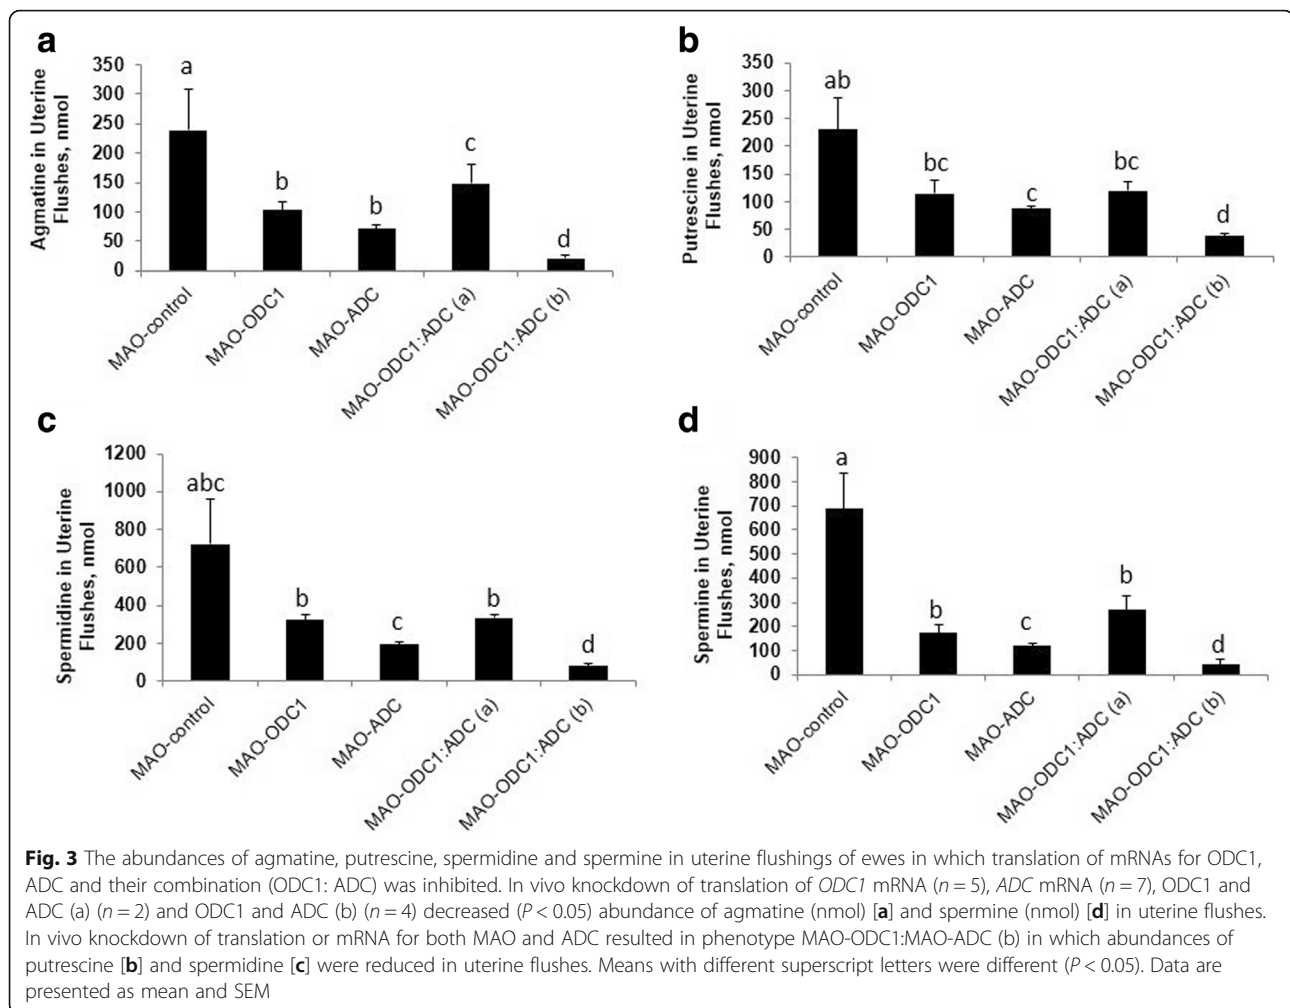 a
Agmatine in Uterine
Flushes, nmol
350
300
250
200
150
100
50
0
a
b
b
c
d
MAO-control
MAO-ODC1
MAO-ADC
MAO-ODC1:ADC (a)
MAO-ODC1:ADC (b)
b
Putrescine in Uterine
Flushes, nmol
350
300
250
200
150
100
50
0
ab
bc
c
bc
d
MAO-control
MAO-ODC1
MAO-ADC
MAO-ODC1:ADC (a)
MAO-ODC1:ADC (b)
c
Spermidine in Uterine
Flushes, nmol
1200
1000
800
600
400
200
0
abc
b
c
b
d
MAO-control
MAO-ODC1
MAO-ADC
MAO-ODC1:ADC (a)
MAO-ODC1:ADC (b)
d
Spermine in Uterine
Flushes, nmol
900
800
700
600
500
400
300
200
100
0
a
b
c
b
d
MAO-control
MAO-ODC1
MAO-ADC
MAO-ODC1:ADC (a)
MAO-ODC1:ADC (b)
Fig. 3 The abundances of agmatine, putrescine, spermidine and spermine in uterine flushings of ewes in which translation of mRNAs for ODC1,
ADC and their combination (ODC1: ADC) was inhibited. In vivo knockdown of translation of ODC1 mRNA (n = 5), ADC mRNA (n = 7), ODC1 and
ADC (a) (n = 2) and ODC1 and ADC (b) (n = 4) decreased (P < 0.05) abundance of agmatine (nmol) [a] and spermine (nmol) [d] in uterine flushes.
In vivo knockdown of translation or mRNA for both MAO and ADC resulted in phenotype MAO-ODC1:MAO-ADC (b) in which abundances of
putrescine [b] and spermidine [c] were reduced in uterine flushes. Means with different superscript letters were different (P < 0.05). Data are
presented as mean and SEM